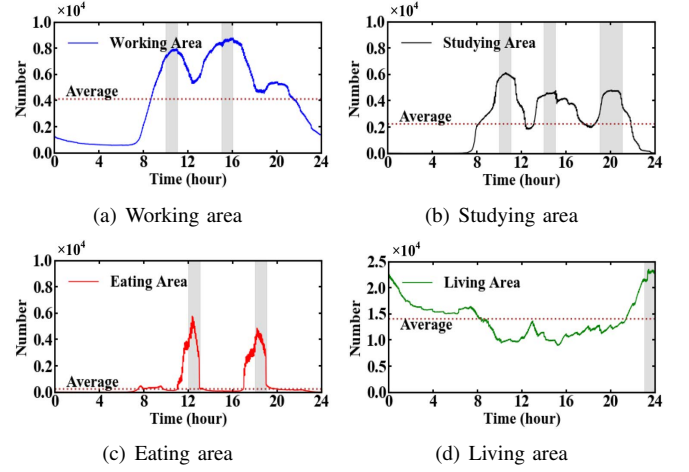 ×10⁴
1.0
0.8
0.6
0.4
0.2
0.0
Number
Working Area
Average
0 4 8 12 16 20 24
Time (hour)
(a) Working area
×10⁴
1.0
0.8
0.6
0.4
0.2
0.0
Number
Studying Area
Average
0 4 8 12 16 20 24
Time (hour)
(b) Studying area
×10⁴
1.0
0.8
0.6
0.4
0.2
0
Number
Eating Area
Average
0 4 8 12 16 20 24
Time (hour)
(c) Eating area
×10⁴
2.5
2.0
1.5
1.0
0.5
0
Number
Living Area
Average
0 4 8 12 16 20 24
Time (hour)
(d) Living area